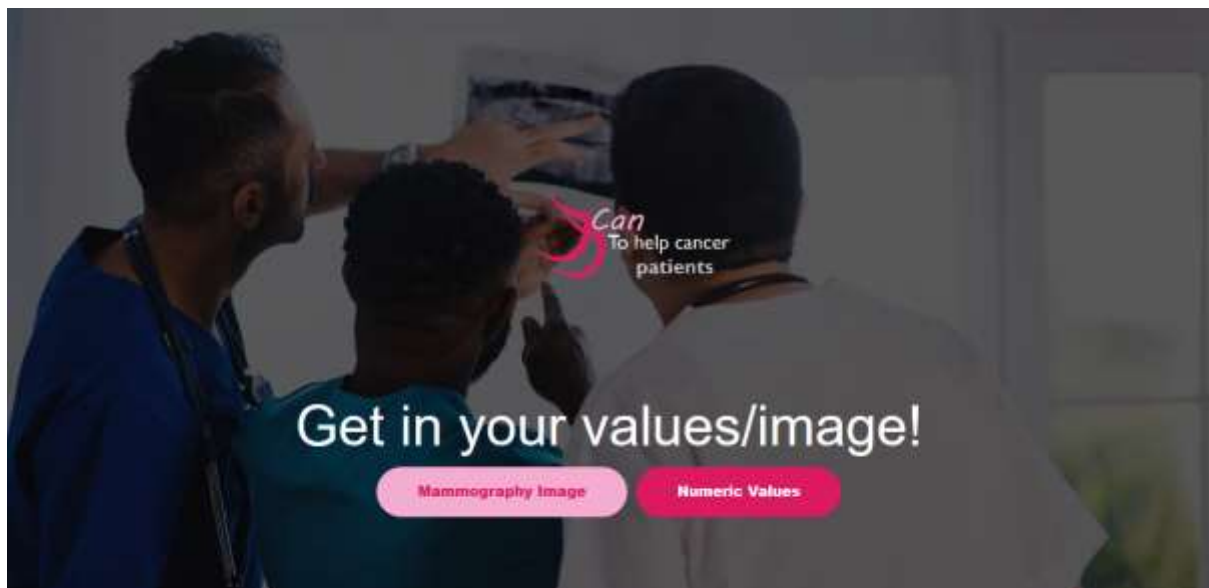 Can
To help cancer
patients
Get in your values/image!
Mammography Image
Numeric Values